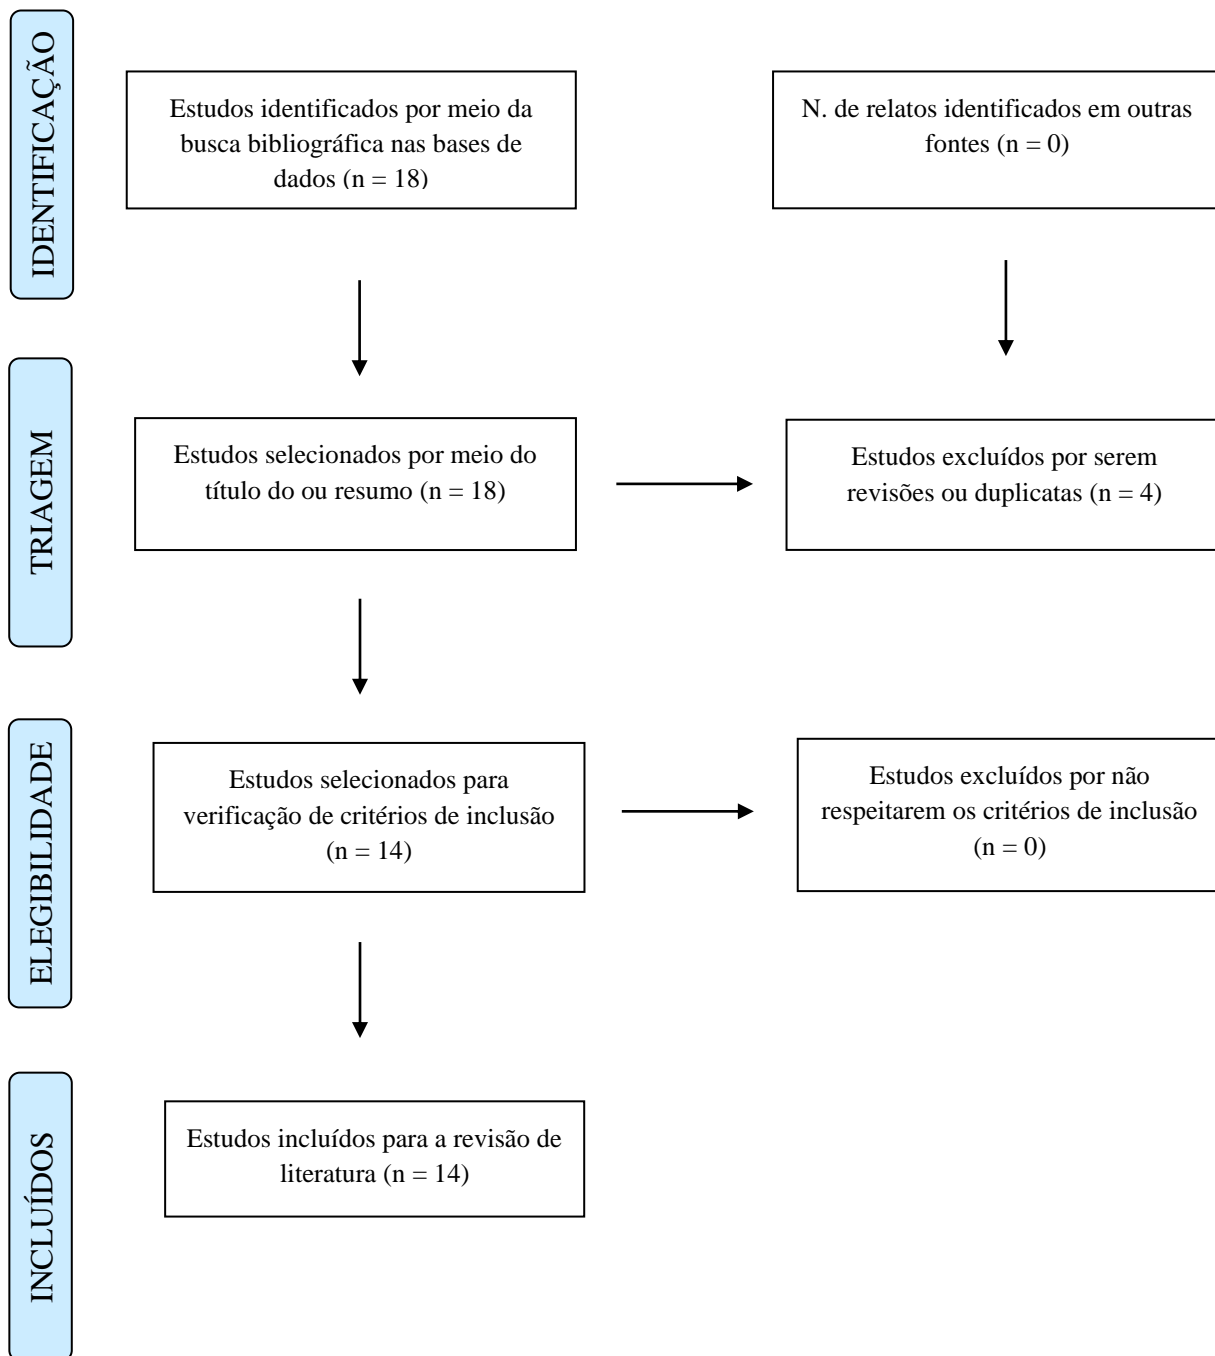 IDENTIFICAÇÃO
Estudos identificados por meio da
busca bibliográfica nas bases de
dados (n = 18)
N. de relatos identificados em outras
fontes (n = 0)
TRIAGEM
Estudos selecionados por meio do
título do ou resumo (n = 18)
Estudos excluídos por serem
revisões ou duplicatas (n = 4)
ELEGIBILIDADE
Estudos selecionados para
verificação de critérios de inclusão
(n = 14)
Estudos excluídos por não
respeitarem os critérios de inclusão
(n = 0)
INCLUÍDOS
Estudos incluídos para a revisão de
literatura (n = 14)